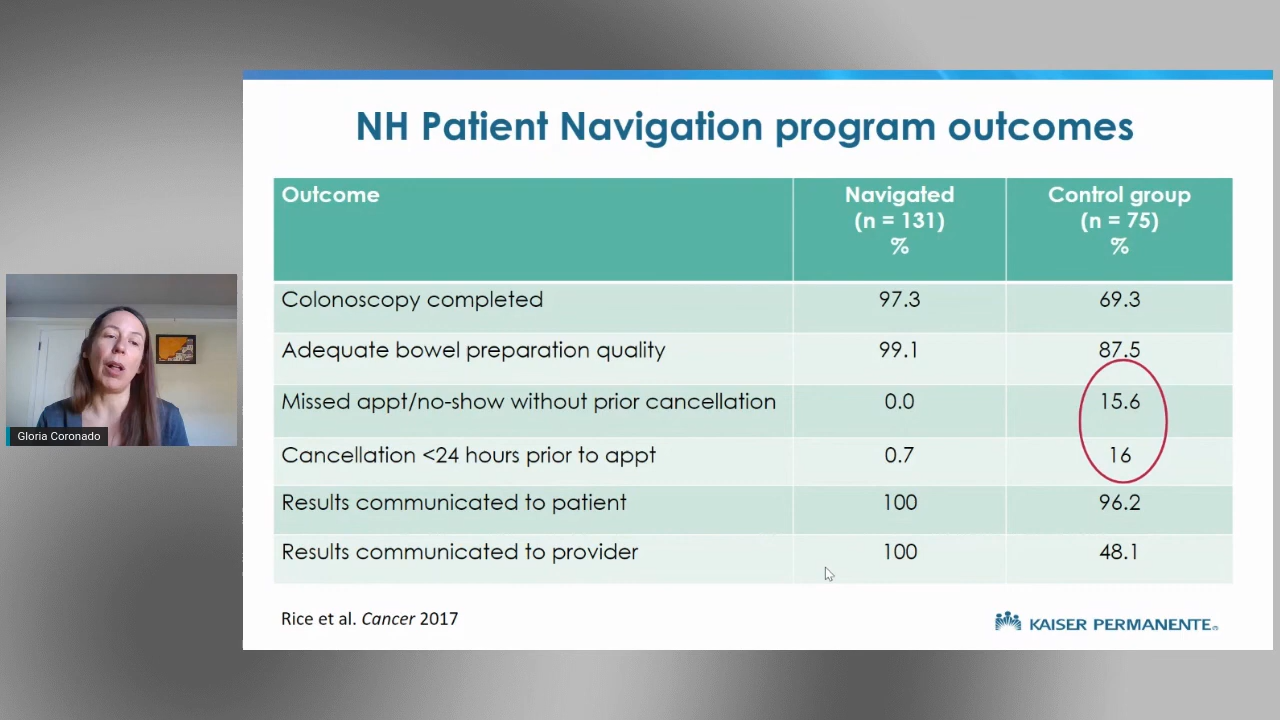 NH Patient Navigation program outcomes
Outcome
Navigated
(n = 131)
%
Control group
(n = 75)
%
Colonoscopy completed 97.3 69.3
Adequate bowel preparation quality 99.1 87.5
Missed appt/no-show without prior cancellation 0.0 15.6
Cancellation <24 hours prior to appt 0.7 16
Results communicated to patient 100 96.2
Results communicated to provider 100 48.1
Rice et al. Cancer 2017
KAISER PERMANENTE®
Gloria Coronado